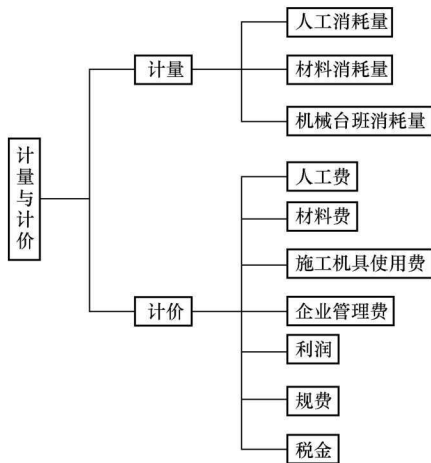 计量与计价
计量
人工消耗量
材料消耗量
机械台班消耗量
计价
人工费
材料费
施工机具使用费
企业管理费
利润
规费
税金